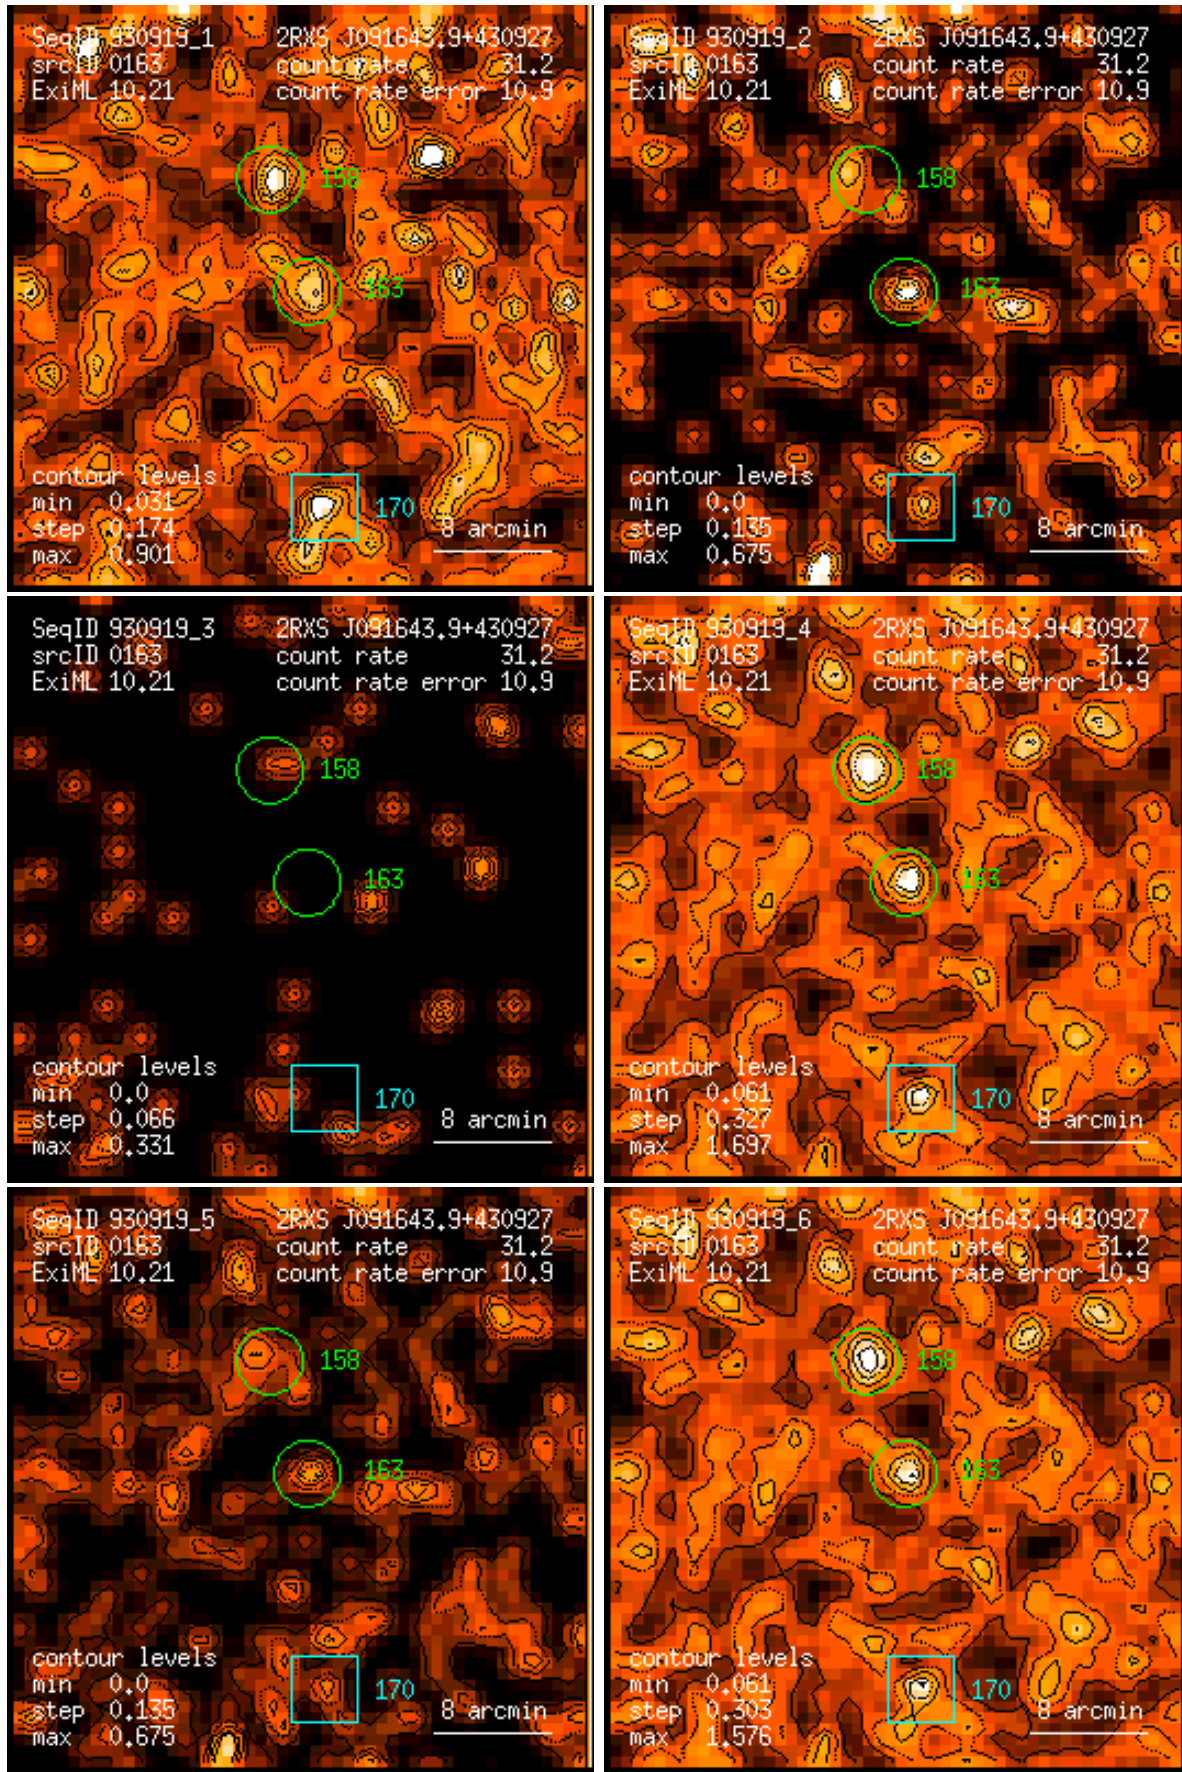 SeqID 930919_1 2RXS J091643.9+430927
srcID 0163 count rate 31.2
ExiML 10.21 count rate error 10.9
158
163
contour levels
min 0.031
step 0.174
max 0.901
170
8 arcmin
SeqID 930919_2 2RXS J091643.9+430927
srcID 0163 count rate 31.2
ExiML 10.21 count rate error 10.9
158
163
contour levels
min 0.0
step 0.135
max 0.675
170
8 arcmin
SeqID 930919_3 2RXS J091643.9+430927
srcID 0163 count rate 31.2
ExiML 10.21 count rate error 10.9
158
163
contour levels
min 0.0
step 0.066
max 0.331
170
8 arcmin
SeqID 930919_4 2RXS J091643.9+430927
srcID 0163 count rate 31.2
ExiML 10.21 count rate error 10.9
158
163
contour levels
min 0.061
step 0.327
max 1.697
170
8 arcmin
SeqID 930919_5 2RXS J091643.9+430927
srcID 0163 count rate 31.2
ExiML 10.21 count rate error 10.9
158
163
contour levels
min 0.0
step 0.135
max 0.675
170
8 arcmin
SeqID 930919_6 2RXS J091643.9+430927
srcID 0163 count rate 31.2
ExiML 10.21 count rate error 10.9
158
163
contour levels
min 0.061
step 0.303
max 1.576
170
8 arcmin